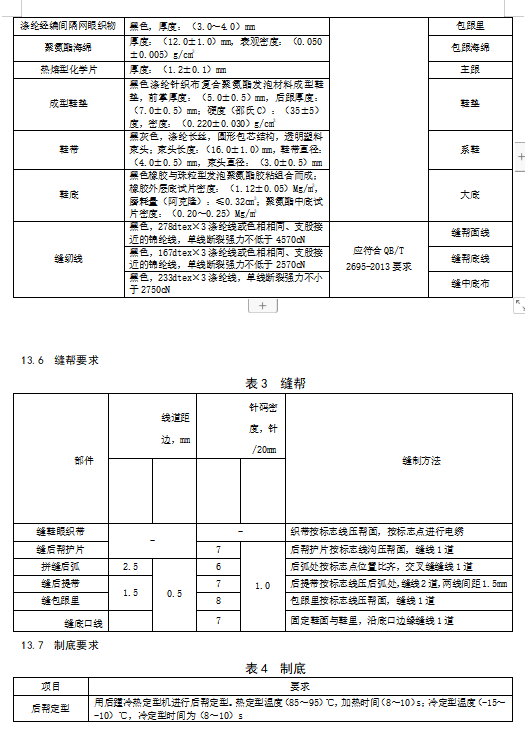 涤纶经编间隔网眼织物 黑色，厚度：（3.0～4.0）mm 包跟里
聚氨酯海绵 厚度：（12.0±1.0）mm，表观密度：（0.050
±0.005）g/c㎡ 包跟海绵
热熔型化学片 厚度：（1.2±0.1）mm 主跟
成型鞋垫 黑色涤纶针织布复合聚氨酯发泡材料成型鞋
垫，前掌厚度：（5.0±0.5）mm，后跟厚度：
（7.0±0.5）mm；硬度（邵氏C）：（35±5）
度，密度：（0.220±0.030）g/c㎡ 鞋垫
鞋带 黑灰色，涤纶长丝，圆形包芯结构，透明塑料
束头；束头长度：（16.0±1.0）mm，鞋带直径：
（4.0±0.5）mm，束头直径：（3.0±0.5）mm 系鞋
鞋底 黑色橡胶与珠粒型发泡聚氨酯胶粘组合而成；
橡胶外层底试片密度：（1.12±0.05）Mg/㎡，
磨耗量（阿克隆）：≤0.32c㎡；聚氨酯中底试
片密度：（0.20～0.25）Mg/㎡ 大底
缝纫线 黑色，278dtex×3涤纶线或色相相同、支股
接近的锦纶线，单线断裂强力不低于4570cN 缝帮面线
黑色，167dtex×3涤纶线或色相相同、支股接
近的锦纶线，单线断裂强力不低于2570cN 缝帮底线
黑色，233dtex×3涤纶线，单线断裂强力不小
于2750cN 缝中底布
应符合QB/T
2695-2013要求
13.6 缝帮要求
表3 缝帮
部件 线道距
边，mm 针码密
度，针
/20mm 缝制方法
缝鞋眼织带 - - 织带按标志线压帮面，按标志点进行电绣
缝后帮护片 7 1.0 后帮护片按标志线沟压帮面，缝线1道
拼缝后弧 2.5 0.5 6 后弧处按标志点位置比齐，交叉缝缝线1道
缝后提带 1.5 7 后提带按标志线压后弧处，缝线2道，两线间距1.5mm
缝包跟里 8 包跟里按标志线压帮面，缝线1道
缝底口线 7 固定鞋面与鞋里，沿底口边缘缝线1道
13.7 制底要求
表4 制底
项目 要求
后帮定型 用后踵冷热定型机进行后帮定型。热定型温度（85～95）℃，加热时间（8～10）s；冷定型温度（-15～
-10）℃，冷定型时间为（8～10）s